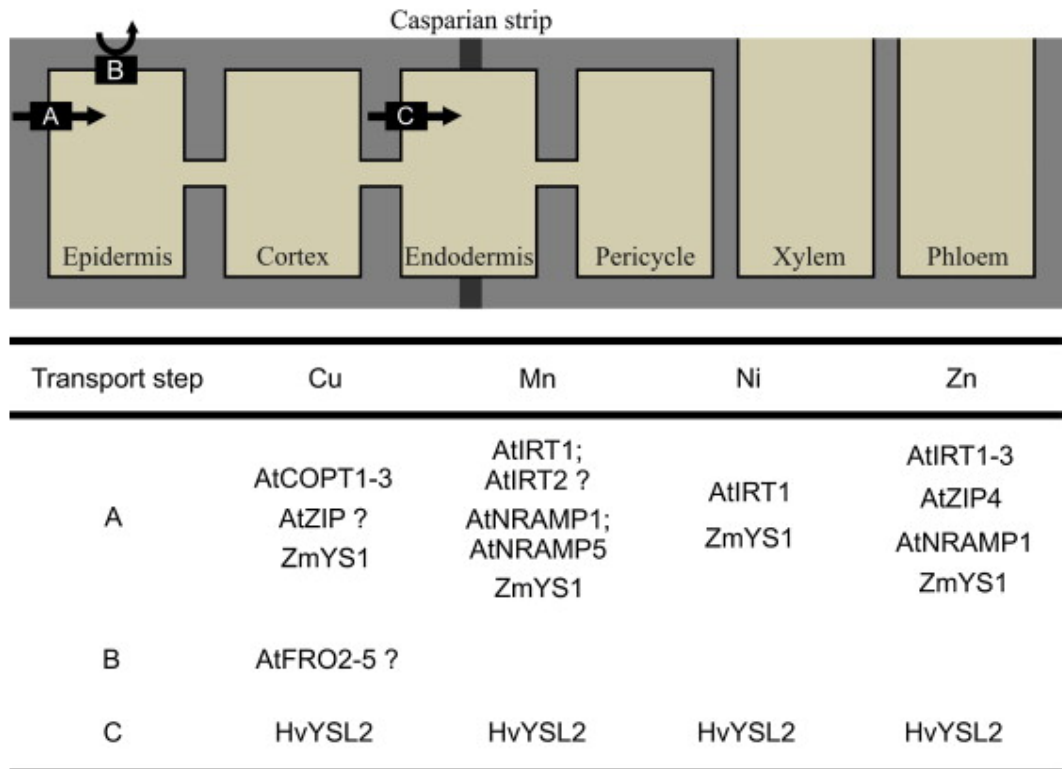 Casparian strip
B
A
C
Epidermis Cortex Endodermis Pericycle Xylem Phloem
Transport step Cu Mn Ni Zn
A
AtCOPT1-3
AtZIP ?
ZmYS1
AtIRT1;
AtIRT2 ?
AtNRAMP1;
AtNRAMP5
ZmYS1
AtIRT1
ZmYS1
AtIRT1-3
AtZIP4
AtNRAMP1
ZmYS1
B AtFRO2-5 ?
C HvYSL2 HvYSL2 HvYSL2 HvYSL2